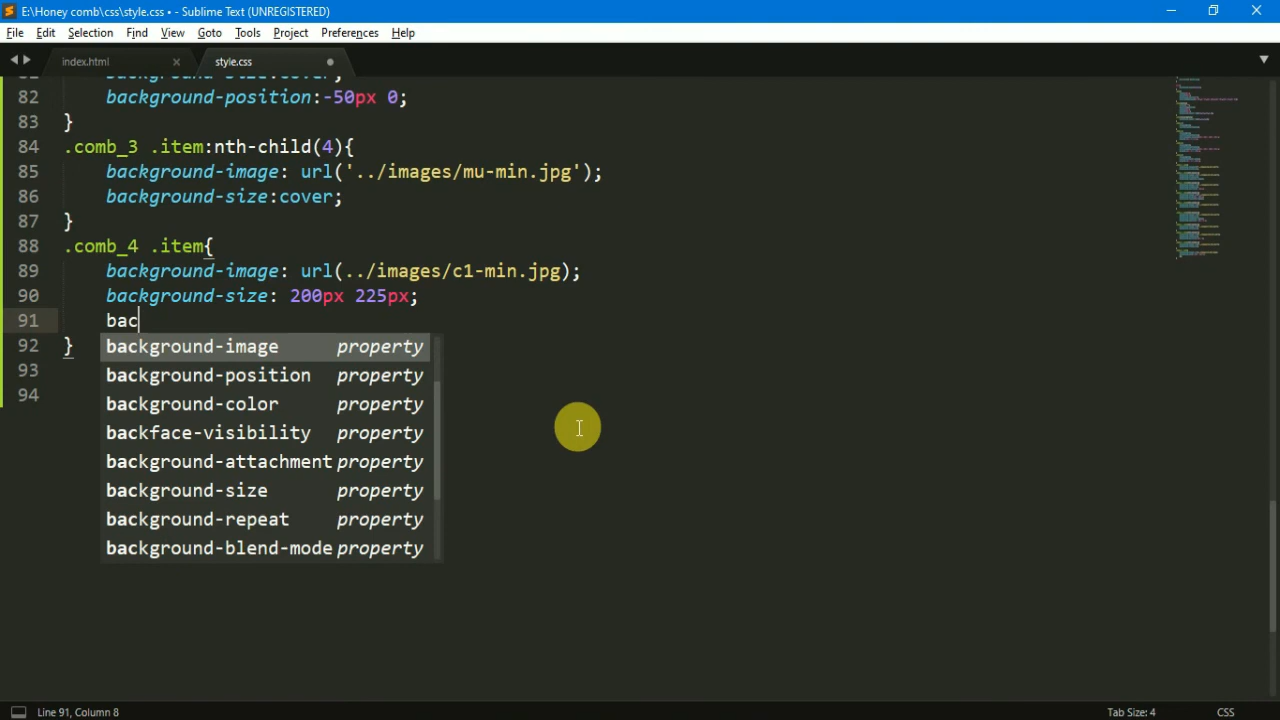 E:\Honey comb\css\style.css • - Sublime Text (UNREGISTERED)
File Edit Selection Find View Goto Tools Project Preferences Help
index.html style.css
82 background-position:-50px 0;
83 }
84 .comb_3 .item:nth-child(4){
85 background-image: url('../images/mu-min.jpg');
86 background-size:cover;
87 }
88 .comb_4 .item{
89 background-image: url(../images/c1-min.jpg);
90 background-size: 200px 225px;
91 bac
92 } background-image property
background-position property
93
background-color property
94
backface-visibility property
background-attachment property
background-size property
background-repeat property
background-blend-mode property
Line 91, Column 8 Tab Size: 4 CSS